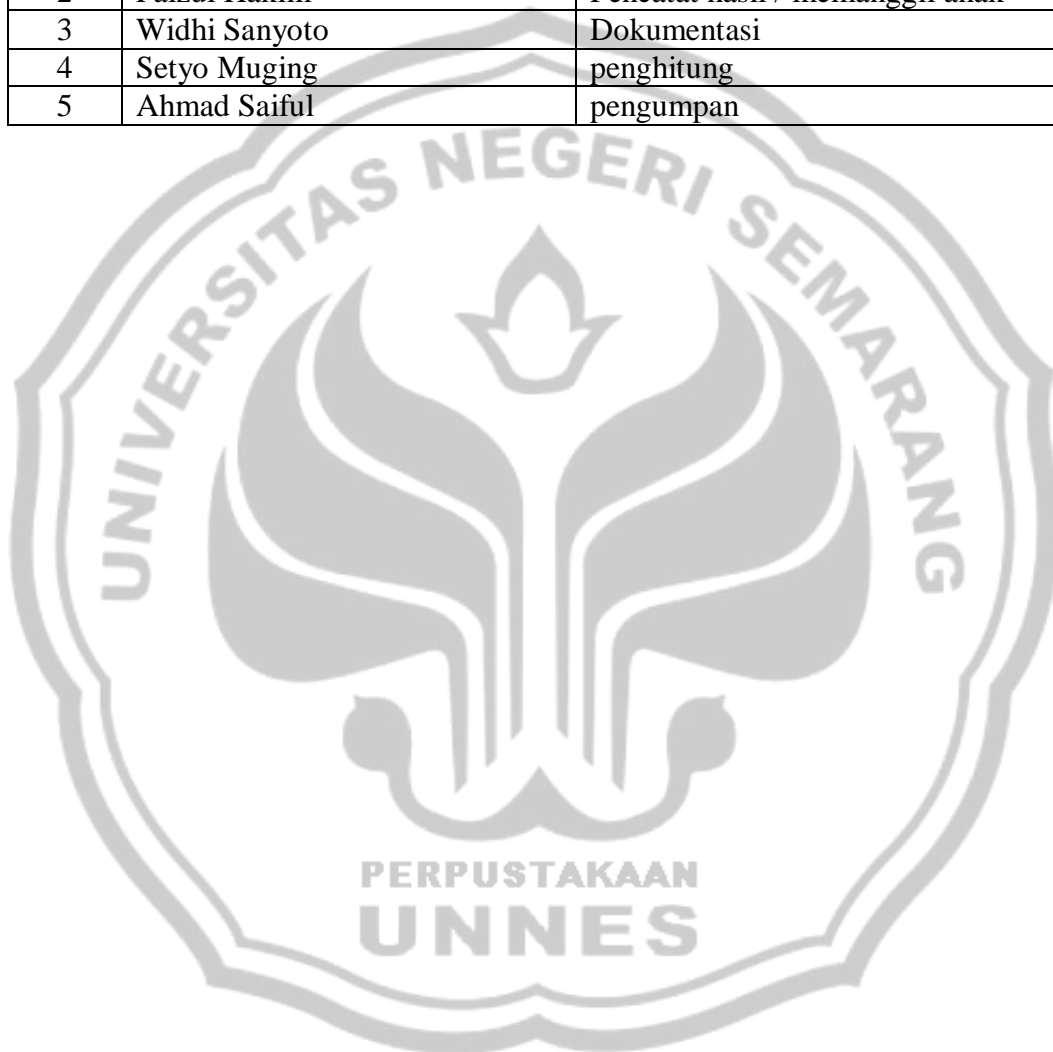 3 Widhi Sanyoto Dokumentasi
4 Setyo Muging penghitung
5 Ahmad Saiful pengumpan
UNIVERSITAS NEGERI SEMARANG
PERPUSTAKAAN
UNNES